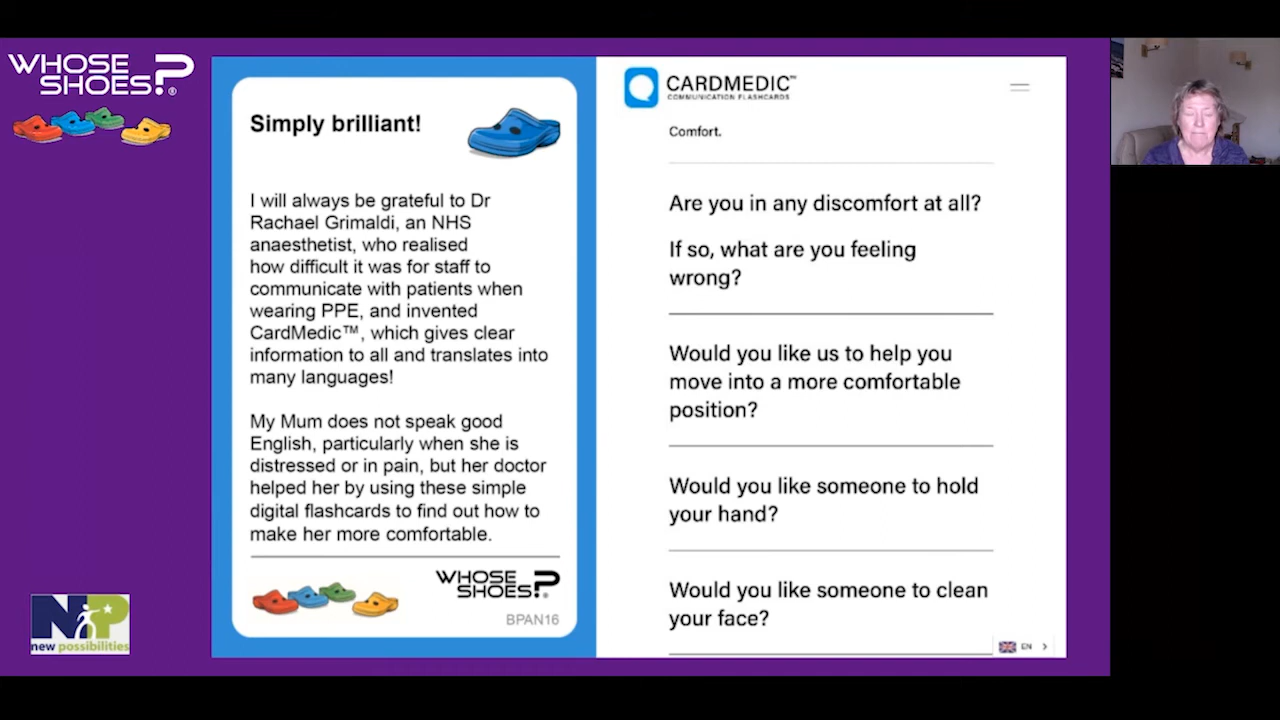 WHOSE
SHOES?®
Simply brilliant!
I will always be grateful to Dr
Rachael Grimaldi, an NHS
anaesthetist, who realised
how difficult it was for staff to
communicate with patients when
wearing PPE, and invented
CardMedic™, which gives clear
information to all and translates into
many languages!
My Mum does not speak good
English, particularly when she is
distressed or in pain, but her doctor
helped her by using these simple
digital flashcards to find out how to
make her more comfortable.
WHOSE
SHOES?®
BPAN16
CARDMEDIC™
COMMUNICATION FLASHCARDS
Comfort.
Are you in any discomfort at all?
If so, what are you feeling
wrong?
Would you like us to help you
move into a more comfortable
position?
Would you like someone to hold
your hand?
Would you like someone to clean
your face?
EN
NP
new possibilities